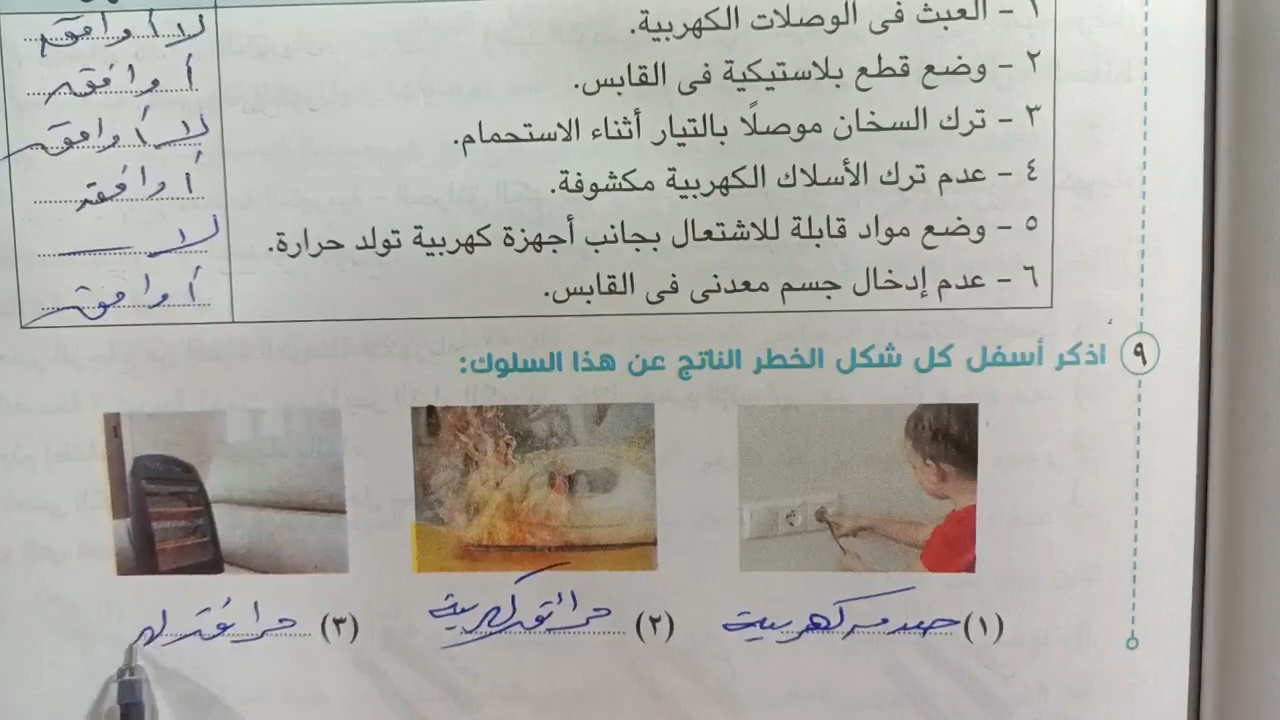 ١ - العبث فى الوصلات الكهربية. لا أوافق
٢ - وضع قطع بلاستيكية فى القابس. أوافق
٣ - ترك السخان موصلًا بالتيار أثناء الاستحمام. لا أوافق
٤ - عدم ترك الأسلاك الكهربية مكشوفة. أوافق
٥ - وضع مواد قابلة للاشتعال بجانب أجهزة كهربية تولد حرارة. لا
٦ - عدم إدخال جسم معدنى فى القابس. أوافق
٩ اذكر أسفل كل شكل الخطر الناتج عن هذا السلوك:
(١) صدمة كهربية (٢) حرائق كهربية (٣) حرائق